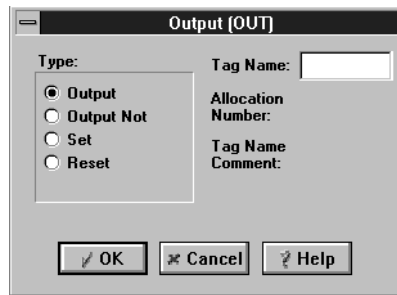 Output (OUT)
Type:
Output
Output Not
Set
Reset
Tag Name:
Allocation
Number:
Tag Name
Comment:
OK
Cancel
Help